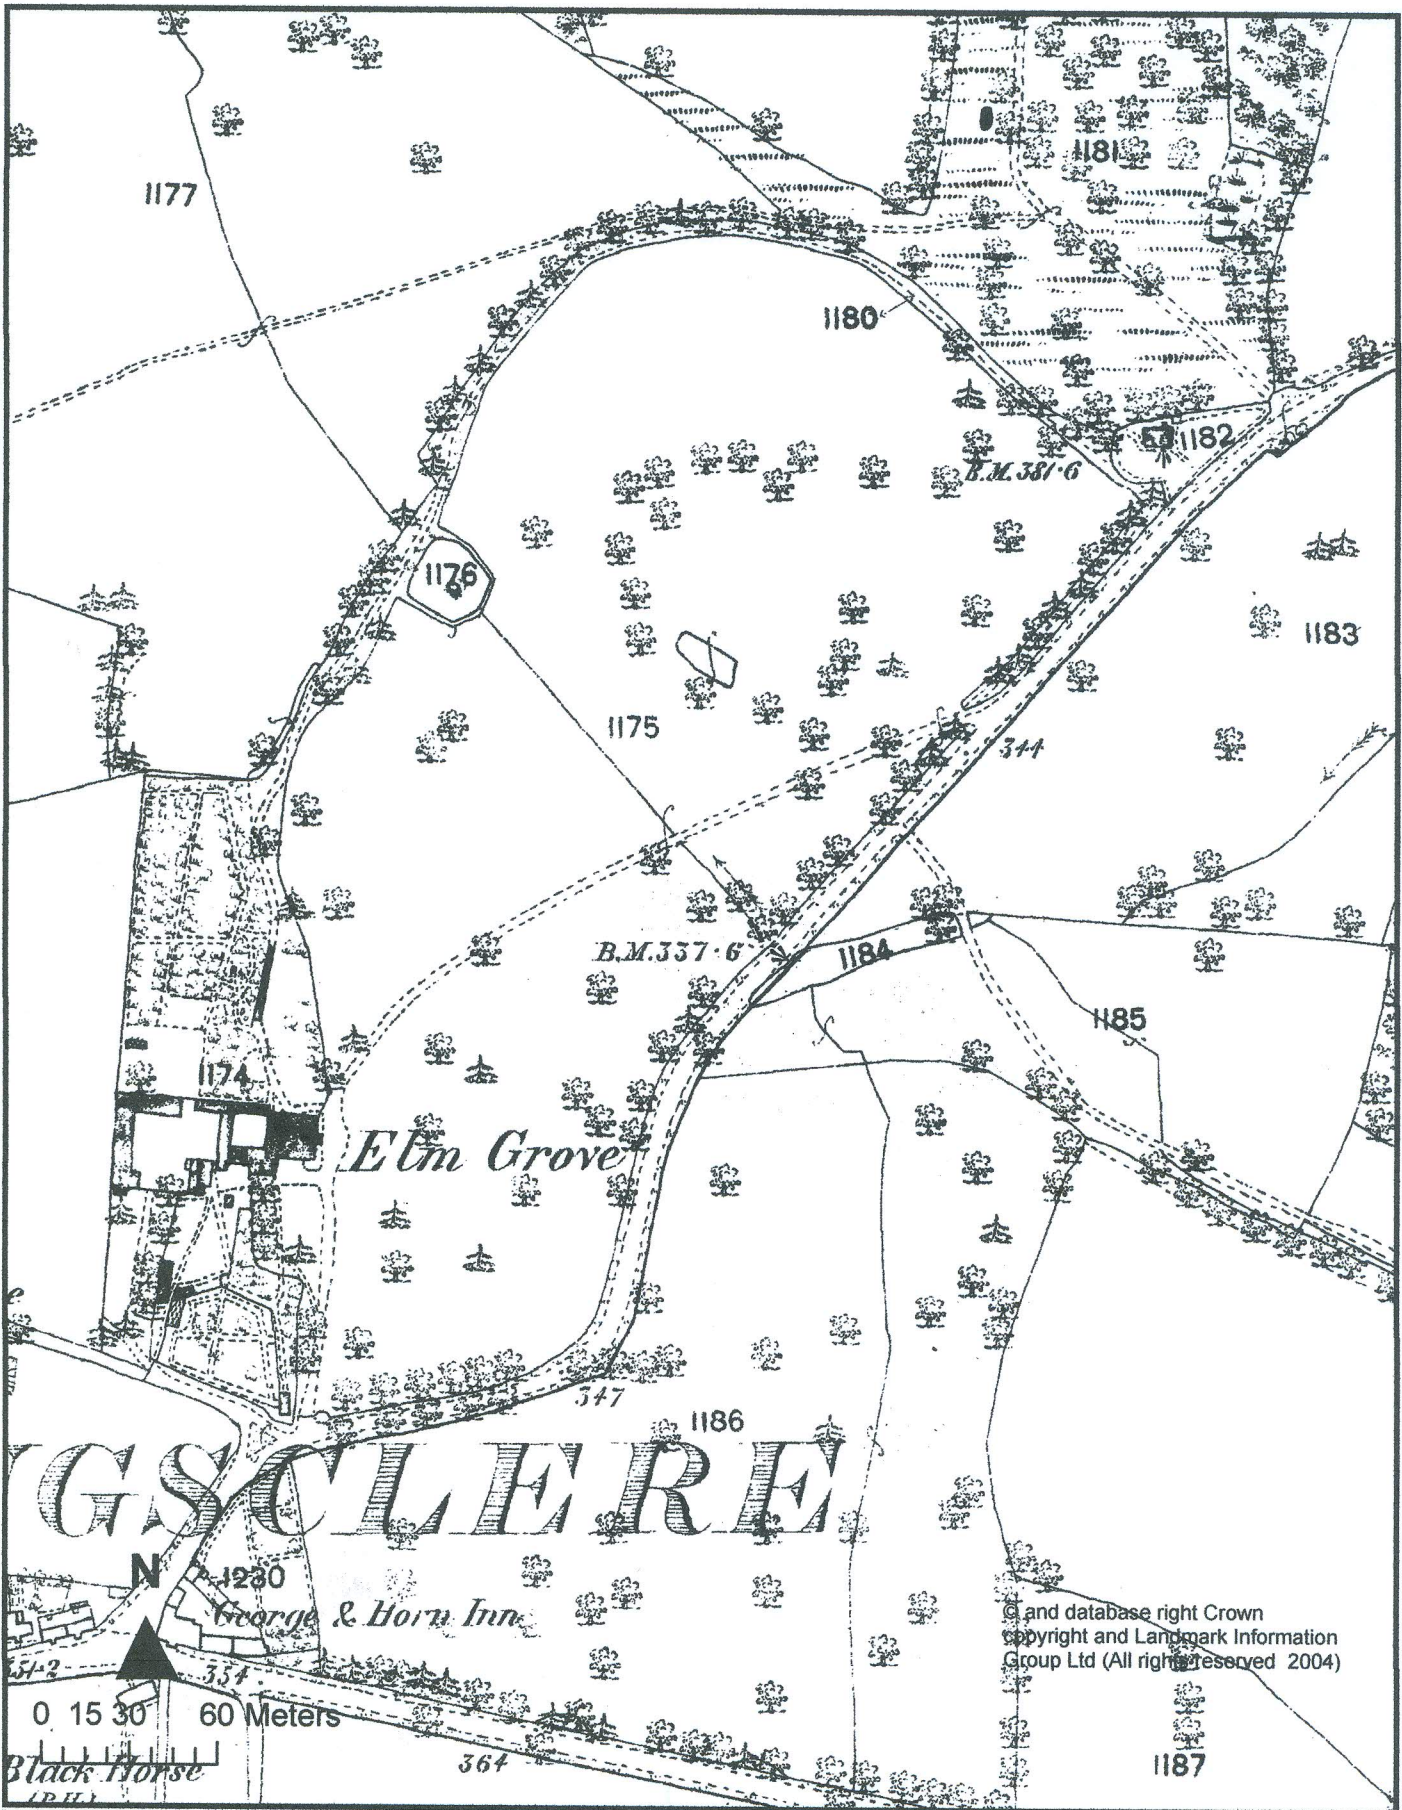 1177
1181
1180
1182
B.M. 381·6
1176
1183
1175
344
B.M. 337·6
1184
1185
1174
Elm Grove
e
347
1186
GSCLERE
N
1230
George & Horn Inn
© and database right Crown
copyright and Landmark Information
Group Ltd (All rights reserved 2004)
354
0 15 30 60 Meters
364
Black Horse
(P.H.)
1187